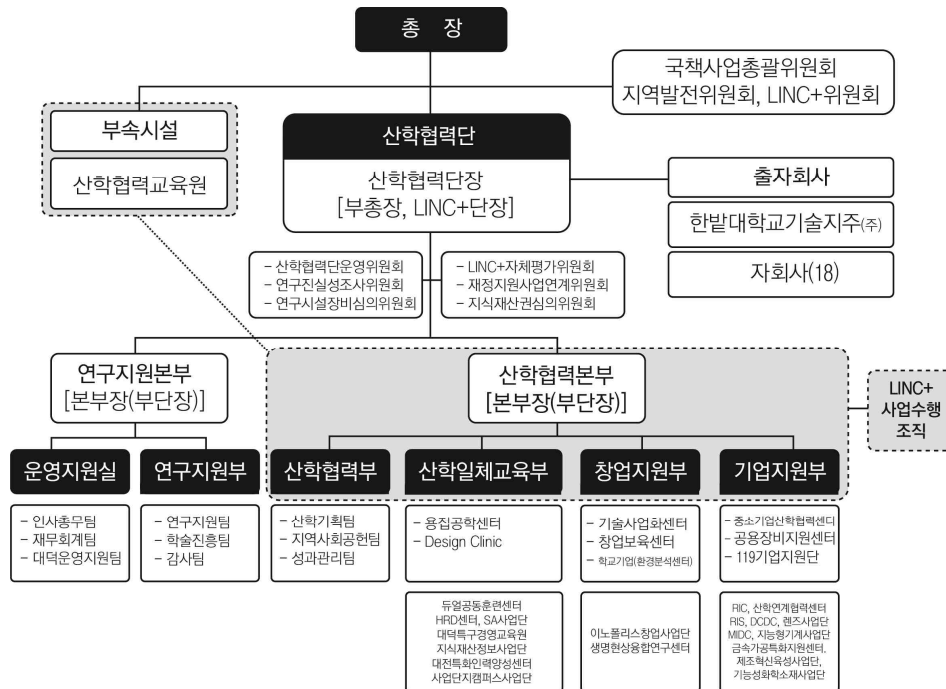 총 장
국책사업총괄위원회
지역발전위원회, LINC+위원회
부속시설
산학협력교육원
산학협력단
산학협력단장
[부총장, LINC+단장]
출자회사
한밭대학교기술지주(주)
자회사(18)
- 산학협력단운영위원회
- 연구진실성조사위원회
- 연구시설장비심의위원회
- LINC+자체평가위원회
- 재정지원사업연계위원회
- 지식재산권심의위원회
연구지원본부
[본부장(부단장)]
산학협력본부
[본부장(부단장)]
LINC+
사업수행
조직
운영지원실
연구지원부
산학협력부
산학일체교육부
창업지원부
기업지원부
- 인사총무팀
- 재무회계팀
- 대덕운영지원팀
- 연구지원팀
- 학술진흥팀
- 감사팀
- 산학기획팀
- 지역사회공헌팀
- 성과관리팀
- 용집공학센터
- Design Clinic
- 기술사업화센터
- 창업보육센터
- 학교기업(환경분석센터)
- 중소기업산학협력센디
- 공용장비지원센터
- 119기업지원단
듀얼공동훈련센터
HRD센터, SA사업단
대덕특구경영교육원
지식재산정보사업단
대전특화인력양성센터
사업단지캠퍼스사업단
이노폴리스창업사업단
생명현상융합연구센터
RIC, 산학연계협력센터
RIS, DCDC, 렌즈사업단
MIDC, 지능형기계사업단
금속가공특화지원센터.
제조혁신육성사업단,
기능성화학소재사업단